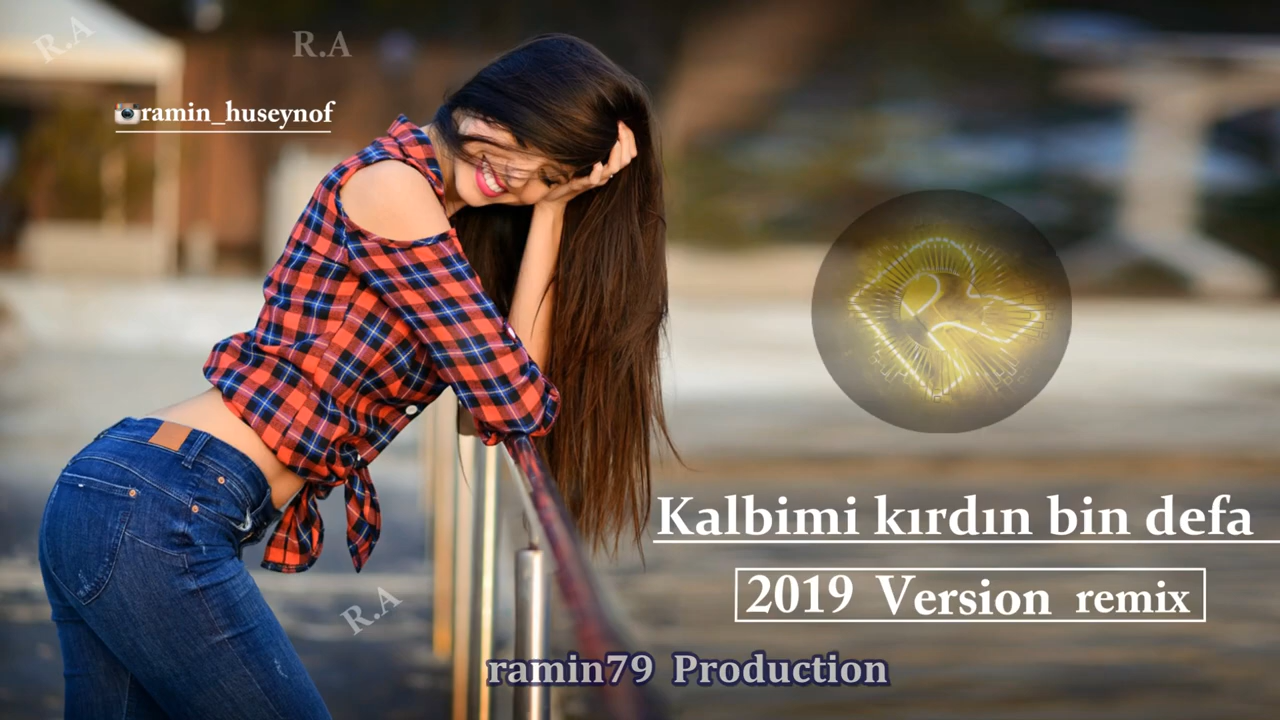 R.A
R.A
ramin_huseynof
Kalbimi kırdın bin defa
2019 Version remix
R.A
ramin79 Production